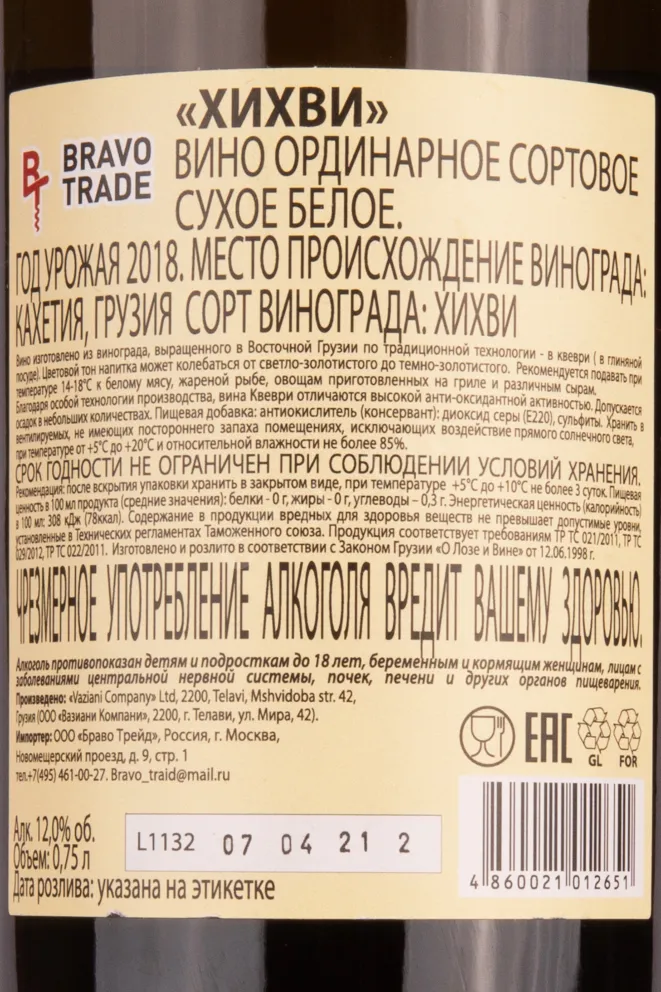 «ХИХВИ»
BRAVO TRADE
ВИНО ОРДИНАРНОЕ СОРТОВОЕ
СУХОЕ БЕЛОЕ.
ГОД УРОЖАЯ 2018. МЕСТО ПРОИСХОЖДЕНИЕ ВИНОГРАДА:
КАХЕТИЯ, ГРУЗИЯ СОРТ ВИНОГРАДА: ХИХВИ
Вино изготовлено из винограда, выращенного в Восточной Грузии по традиционной технологии - в квеври ( в глиняной
посуде). Цветовой тон напитка может колебаться от светло-золотистого до темно-золотистого. Рекомендуется подавать при
температуре 14-18°С к белому мясу, жареной рыбе, овощам приготовленных на гриле и различным сырам.
Благодаря особой технологии производства, вина Квеври отличаются высокой анти-оксидантной активностью. Допускается
осадок в небольших количествах. Пищевая добавка: антиокислитель (консервант): диоксид серы (Е220), сульфиты. Хранить в
вентилируемых, не имеющих постороннего запаха помещениях, исключающих воздействие прямого солнечного света,
при температуре от +5°С до +20°С и относительной влажности не более 85%.
СРОК ГОДНОСТИ НЕ ОГРАНИЧЕН ПРИ СОБЛЮДЕНИИ УСЛОВИЙ ХРАНЕНИЯ.
Рекомендация: после вскрытия упаковки хранить в закрытом виде, при температуре +5°С до +10°С не более 3 суток. Пищевая
ценность в 100 мл продукта (средние значения): белки - 0 г, жиры - 0 г, углеводы – 0,3 г. Энергетическая ценность (калорийность)
в 100 мл: 308 кДж (78ккал). Содержание в продукции вредных для здоровья веществ не превышает допустимые уровни,
установленные в Технических регламентах Таможенного союза. Продукция соответствует требованиям ТР ТС 021/2011, ТР ТС
029/2012, ТР ТС 022/2011. Изготовлено и розлито в соответствии с Законом Грузии «О Лозе и Вине» от 12.06.1998 г.
ЧРЕЗМЕРНОЕ УПОТРЕБЛЕНИЕ АЛКОГОЛЯ ВРЕДИТ ВАШЕМУ ЗДОРОВЬЮ.
Алкоголь противопоказан детям и подросткам до 18 лет, беременным и кормящим женщинам, лицам с
заболеваниями центральной нервной системы, почек, печени и других органов пищеварения.
Произведено: «Vaziani Company» Ltd, 2200, Telavi, Mshvidoba str. 42,
Грузия (ООО «Вазиани Компани», 2200, г. Телави, ул. Мира, 42).
Импортер: ООО «Браво Трейд», Россия, г. Москва,
Новомещерский проезд, д. 9, стр. 1
тел.+7(495) 461-00-27. Bravo_traid@mail.ru
EAC
GL FOR
Алк. 12,0% об.
Объем: 0,75 л
L1132 07 04 21 2
Дата розлива: указана на этикетке
4 860021 012651